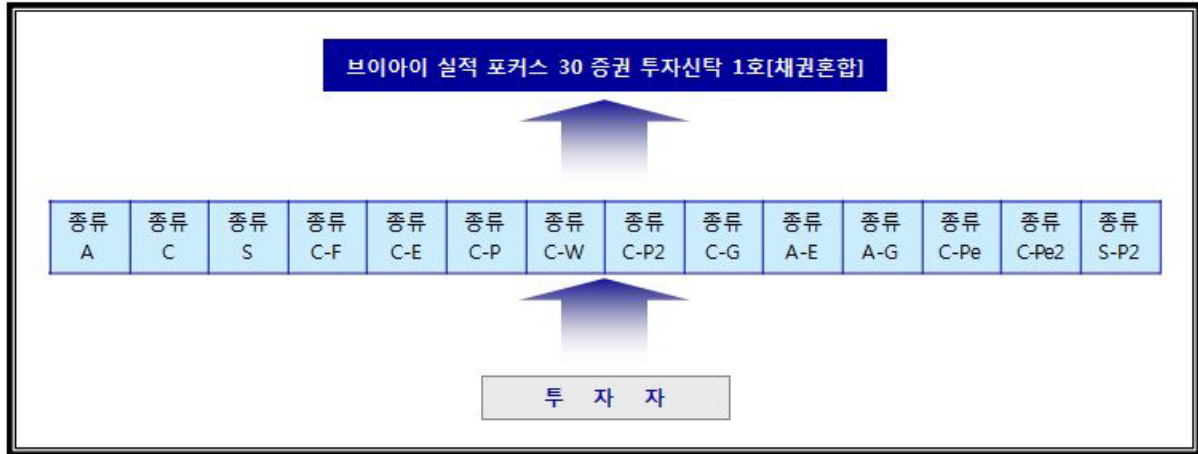 브이아이 실적 포커스 30 증권 투자신탁 1호[채권혼합]
종류 종류 종류 종류 종류 종류 종류 종류 종류 종류 종류 종류 종류 종류
A C S C-F C-E C-P C-W C-P2 C-G A-E A-G C-Pe C-Pe2 S-P2
투 자 자